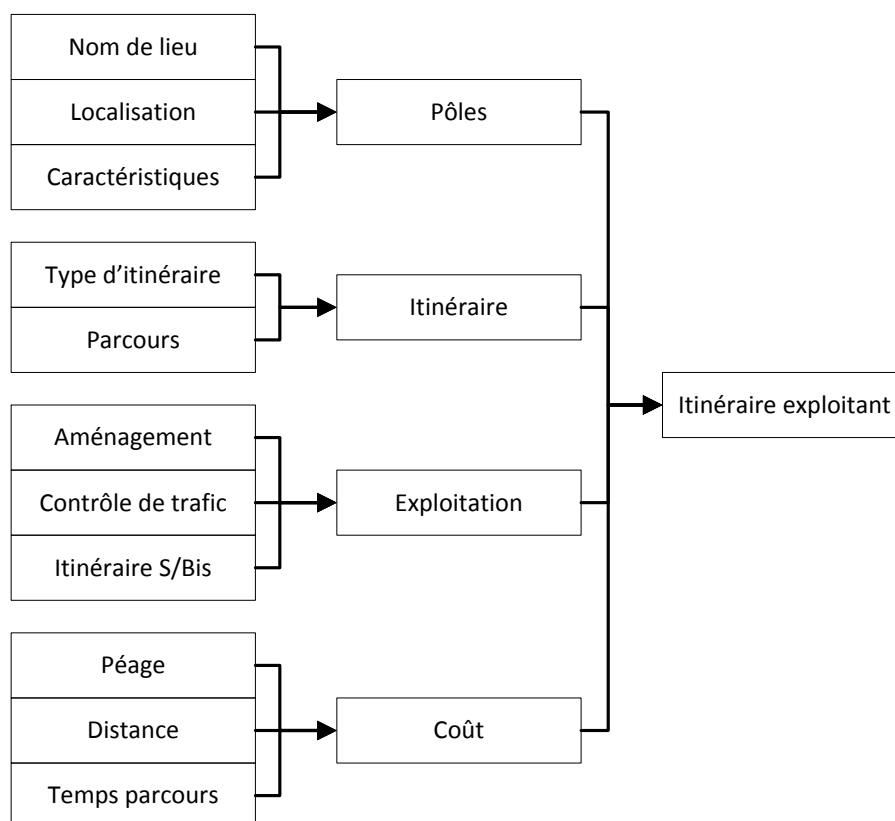 Nom de lieu
Localisation
Caractéristiques
Pôles
Type d'itinéraire
Parcours
Itinéraire
Aménagement
Contrôle de trafic
Itinéraire S/Bis
Exploitation
Péage
Distance
Temps parcours
Coût
Itinéraire exploitant